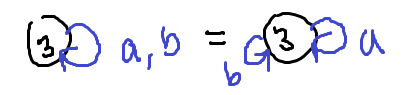 3 a, b = b 3 a